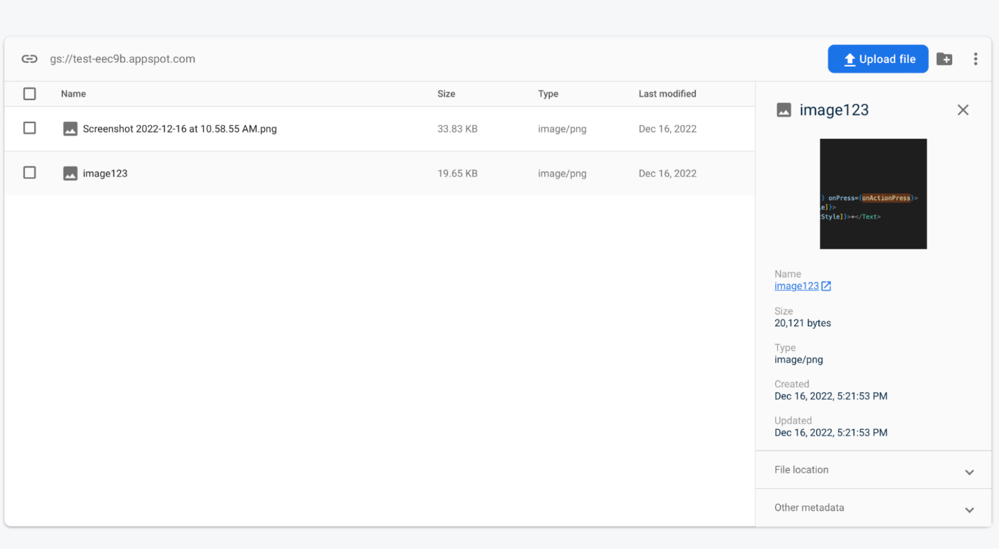 gs://test-eec9b.appspot.com
Upload file
Name Size Type Last modified
Screenshot 2022-12-16 at 10.58.55 AM.png 33.83 KB image/png Dec 16, 2022
image123 19.65 KB image/png Dec 16, 2022
image123
} onPress={onActionPress}>
le]}>
:Style]}>+</Text>
Name
image123
Size
20,121 bytes
Type
image/png
Created
Dec 16, 2022, 5:21:53 PM
Updated
Dec 16, 2022, 5:21:53 PM
File location
Other metadata